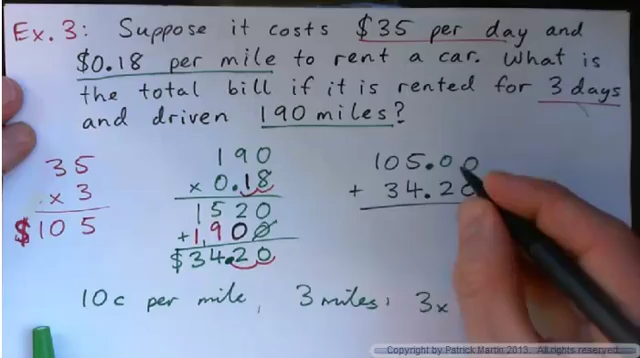 Ex. 3: Suppose it costs $35 per day and
$0.18 per mile to rent a car. What is
the total bill if it is rented for 3 days
and driven 190 miles?
35
x 3
$105
190
x 0.18
1520
+1,900
$34.20
105.00
+ 34.20
10c per mile, 3 miles: 3x
Copyright by Patrick Martin 2013. All rights reserved.